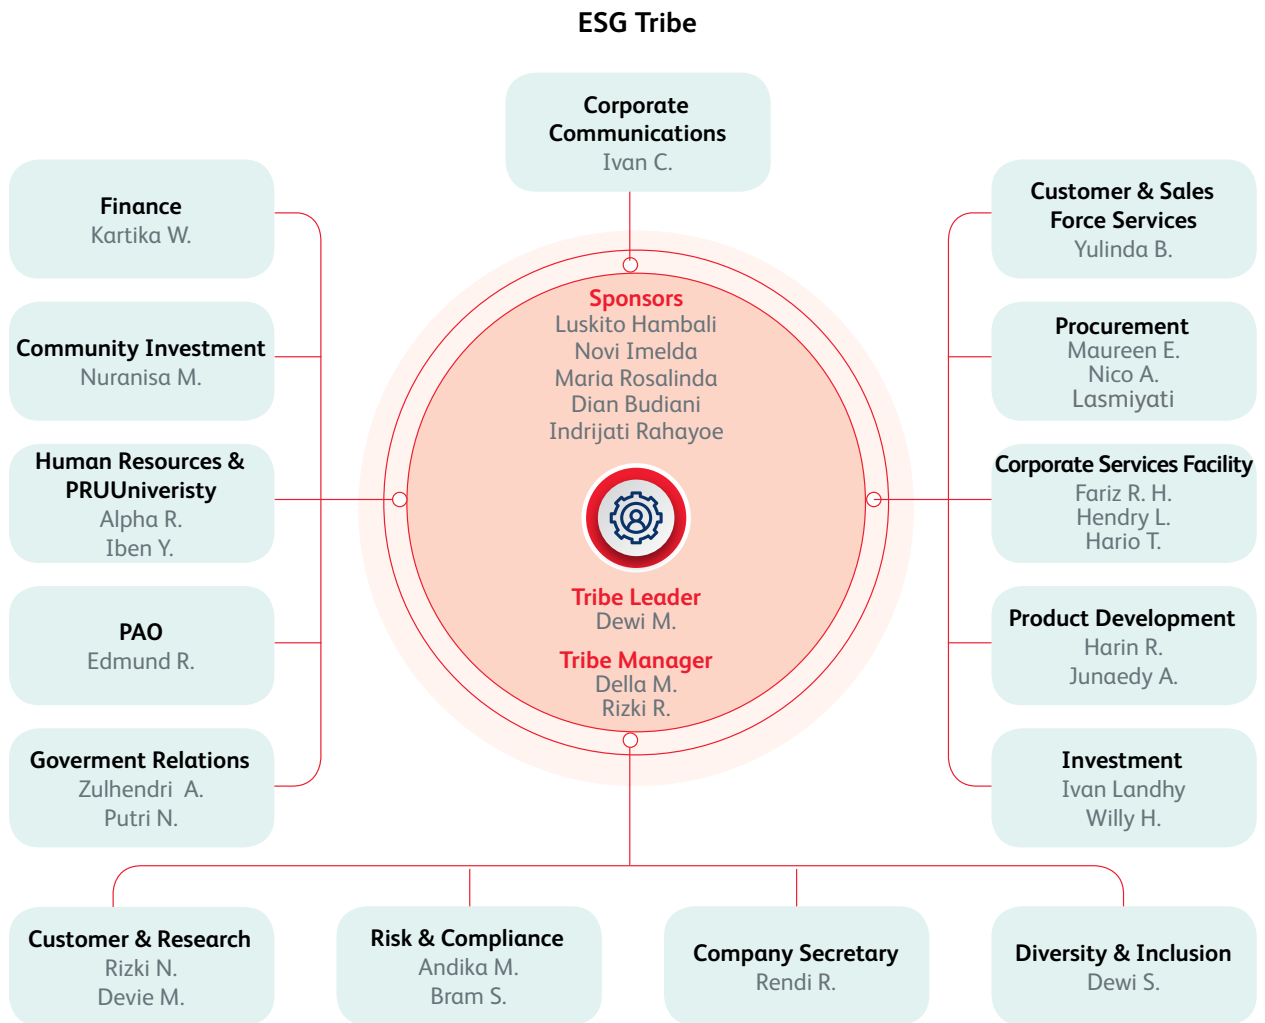 ESG Tribe
Corporate
Communications
Ivan C.
Finance
Kartika W.
Community Investment
Nuranisa M.
Human Resources &
PRUUniveristy
Alpha R.
Iben Y.
PAO
Edmund R.
Goverment Relations
Zulhendri  A.
Putri N.
Sponsors
Luskito Hambali
Novi Imelda
Maria Rosalinda
Dian Budiani
Indrijati Rahayoe
Tribe Leader
Dewi M.
Tribe Manager
Della M.
Rizki R.
Customer & Sales
Force Services
Yulinda B.
Procurement
Maureen E.
Nico A.
Lasmiyati
Corporate Services Facility
Fariz R. H.
Hendry L.
Hario T.
Product Development
Harin R.
Junaedy A.
Investment
Ivan Landhy
Willy H.
Customer & Research
Rizki N.
Devie M.
Risk & Compliance
Andika M.
Bram S.
Company Secretary
Rendi R.
Diversity & Inclusion
Dewi S.